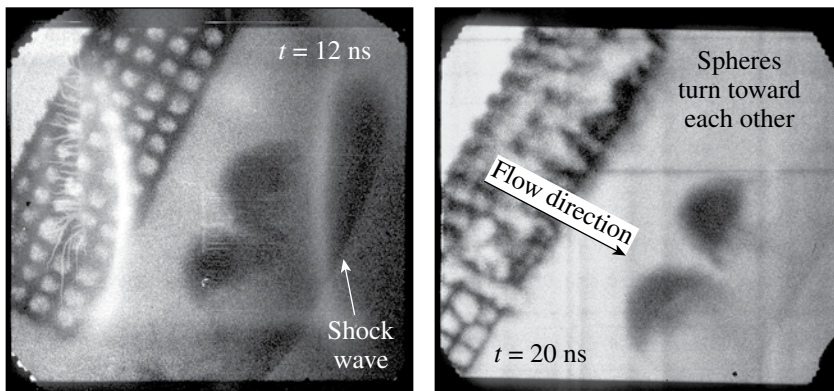 t = 12 ns
Shock
wave
Spheres
turn toward
each other
Flow direction
t = 20 ns